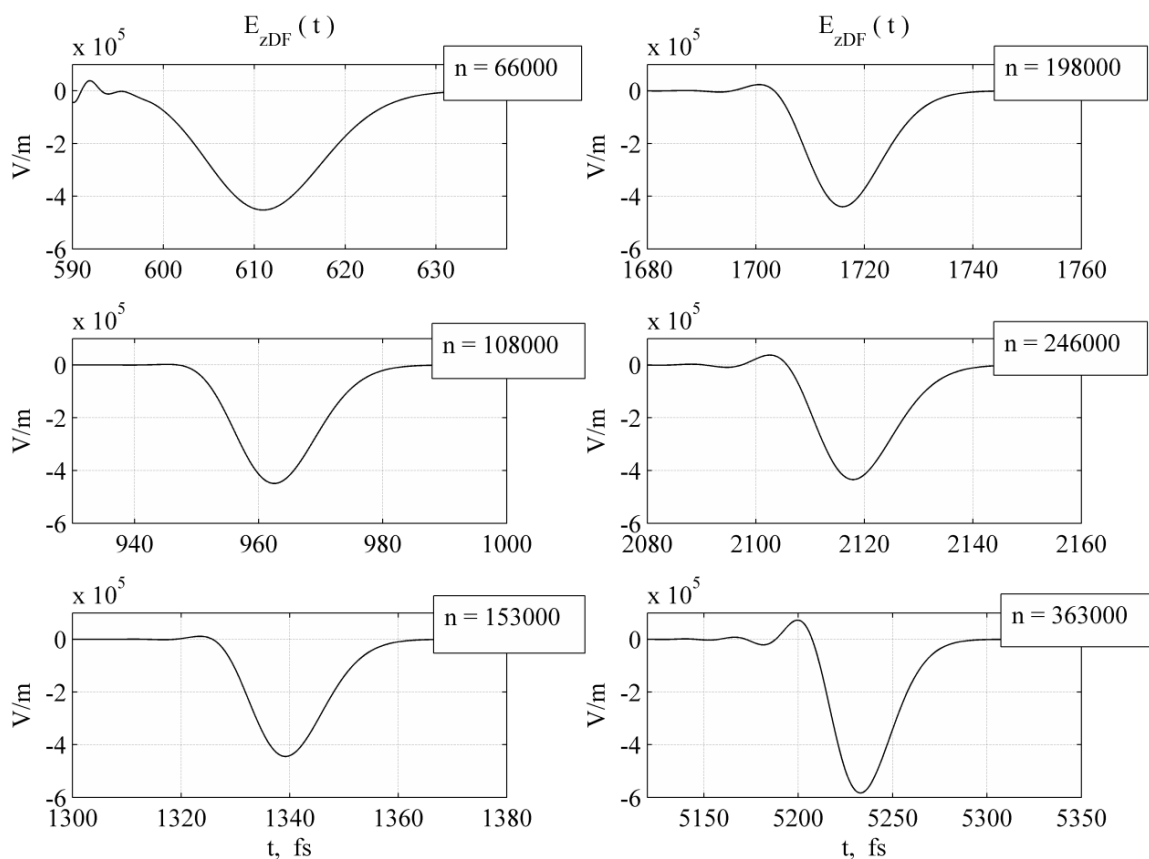 E_zDF ( t )
x 10^5
n = 66000
V/m
0
-2
-4
-6
590 600 610 620 630
x 10^5
n = 108000
V/m
0
-2
-4
-6
940 960 980 1000
x 10^5
n = 153000
V/m
0
-2
-4
-6
1300 1320 1340 1360 1380
t, fs
E_zDF ( t )
x 10^5
n = 198000
V/m
0
-2
-4
-6
1680 1700 1720 1740 1760
x 10^5
n = 246000
V/m
0
-2
-4
-6
2080 2100 2120 2140 2160
x 10^5
n = 363000
V/m
0
-2
-4
-6
5150 5200 5250 5300 5350
t, fs